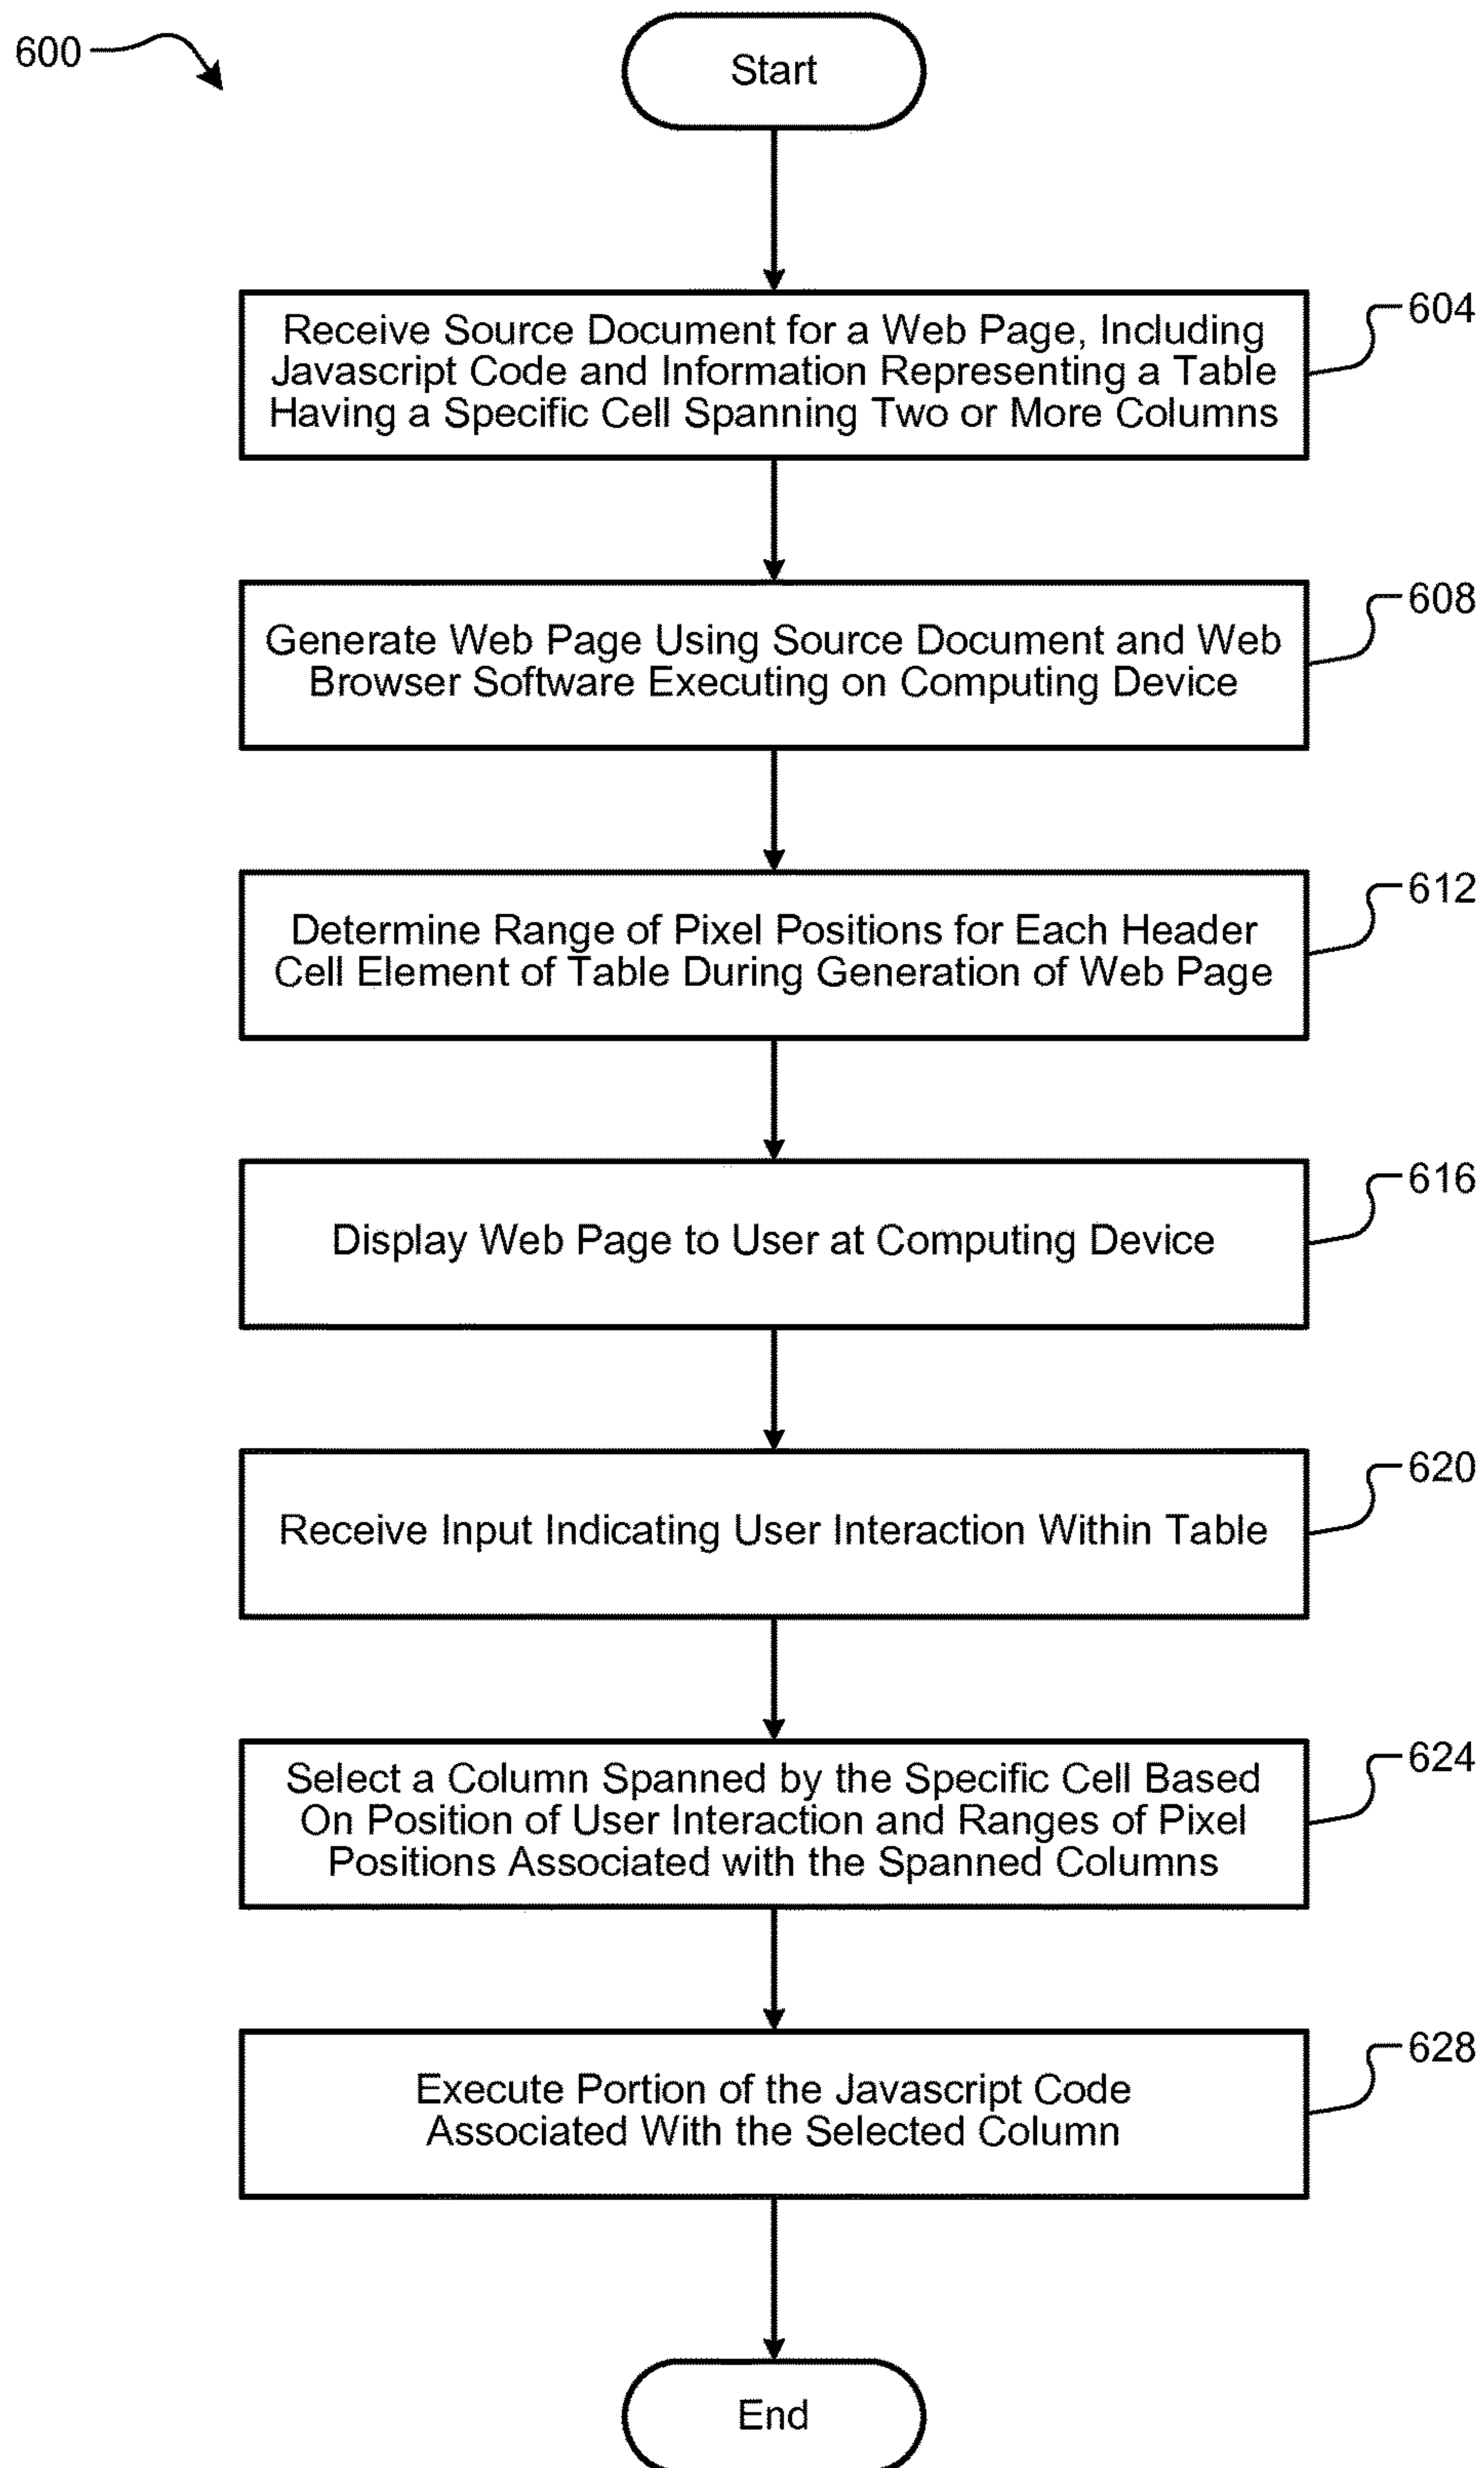 600
Start
Receive Source Document for a Web Page, Including
Javascript Code and Information Representing a Table
Having a Specific Cell Spanning Two or More Columns
604
Generate Web Page Using Source Document and Web
Browser Software Executing on Computing Device
608
Determine Range of Pixel Positions for Each Header
Cell Element of Table During Generation of Web Page
612
Display Web Page to User at Computing Device
616
Receive Input Indicating User Interaction Within Table
620
Select a Column Spanned by the Specific Cell Based
On Position of User Interaction and Ranges of Pixel
Positions Associated with the Spanned Columns
624
Execute Portion of the Javascript Code
Associated With the Selected Column
628
End